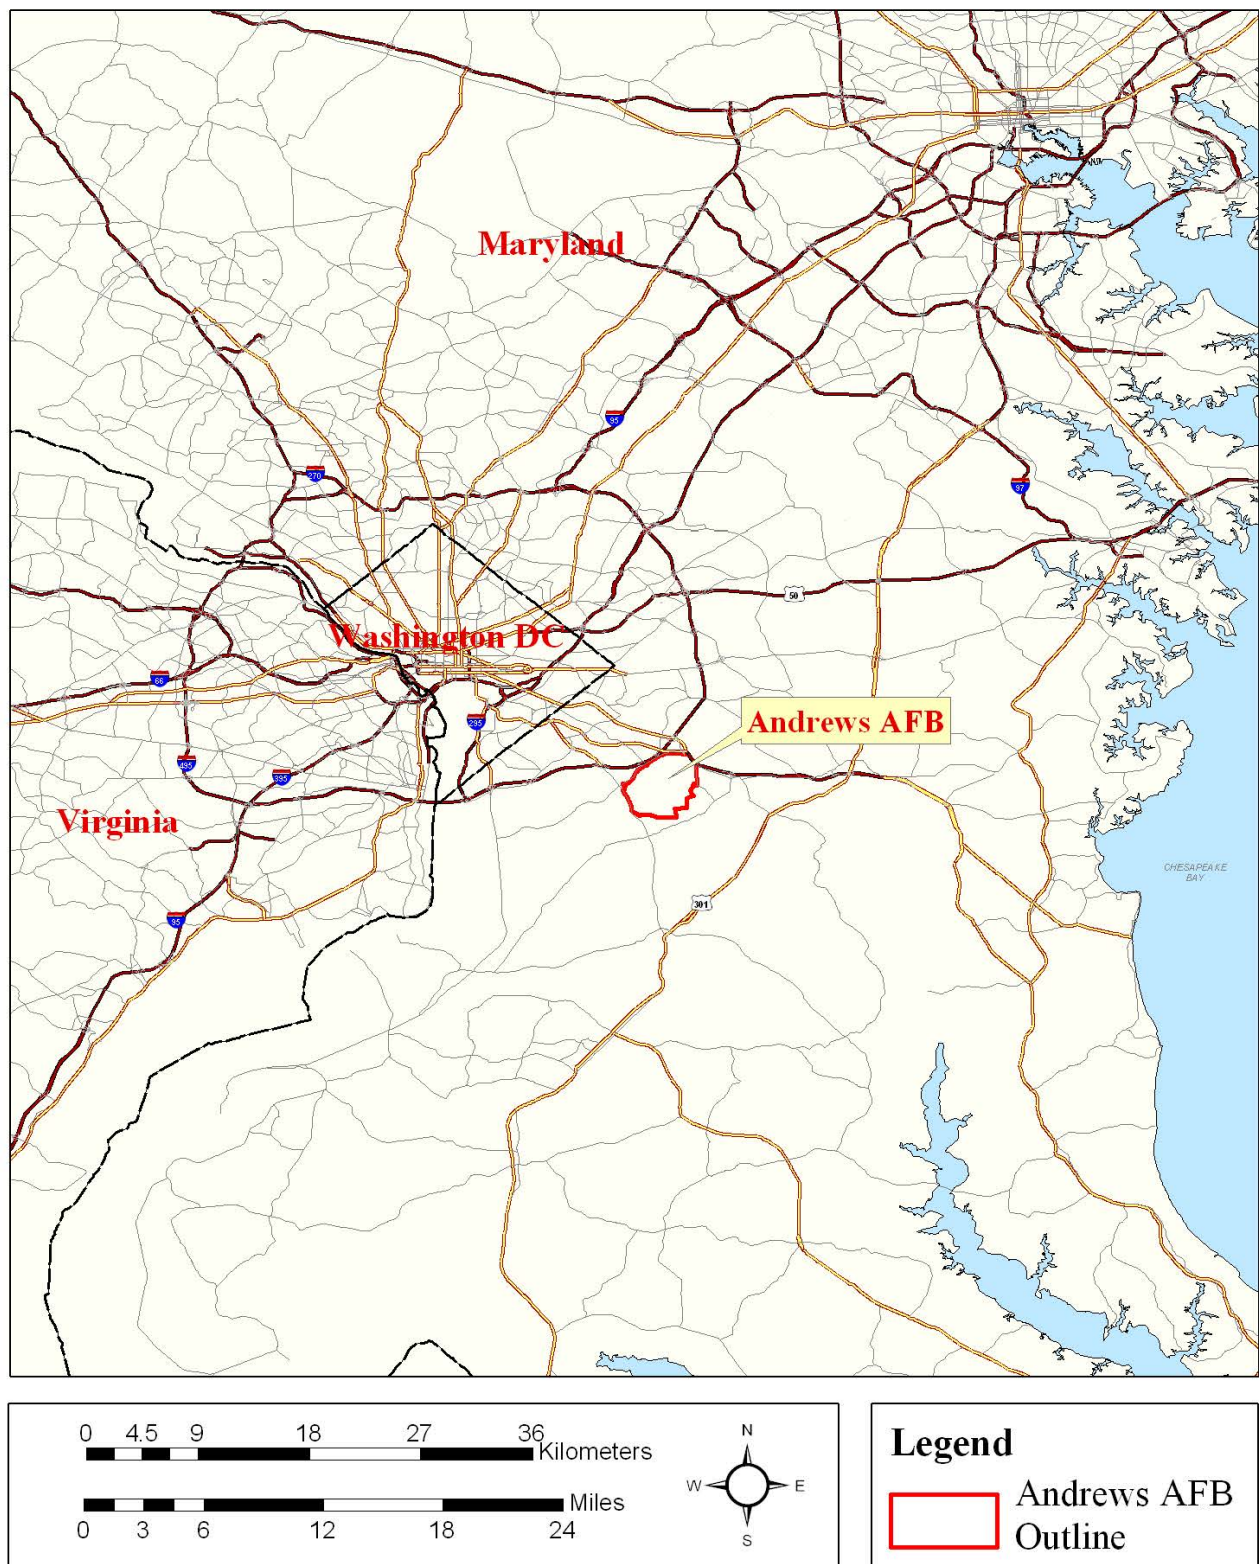 Maryland
95
270
97
50
Washington DC
66
295
Andrews AFB
495
395
Virginia
CHESAPEAKE
BAY
301
95
0 4.5 9 18 27 36
Kilometers
Miles
0 3 6 12 18 24
N
W E
S
Legend
Andrews AFB
Outline